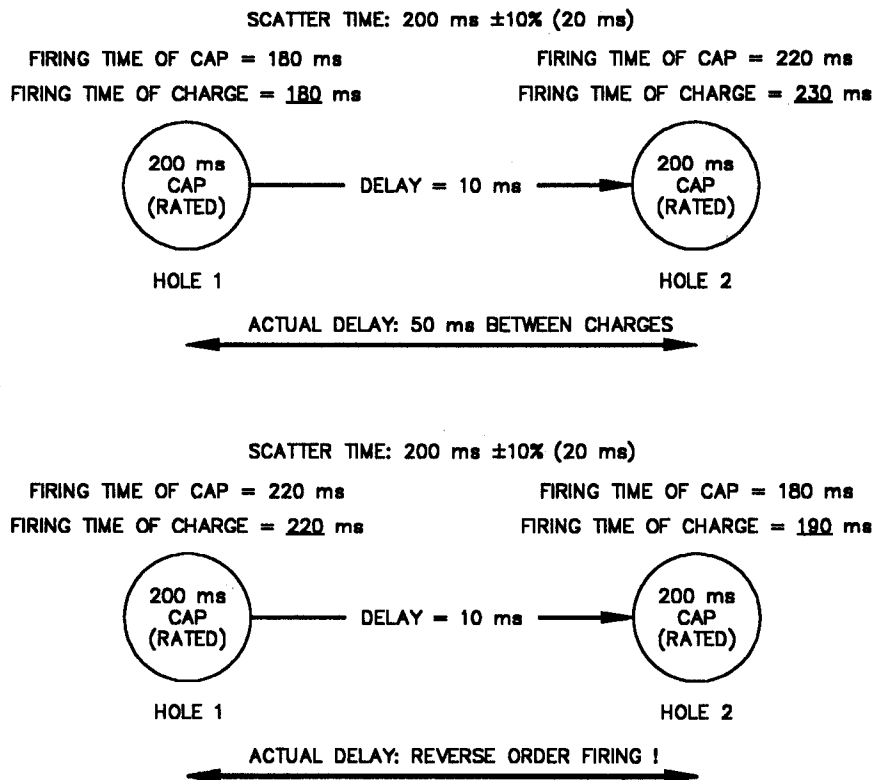 SCATTER TIME: 200 ms ±10% (20 ms)
FIRING TIME OF CAP = 180 ms
FIRING TIME OF CHARGE = 180 ms
FIRING TIME OF CAP = 220 ms
FIRING TIME OF CHARGE = 230 ms
200 ms
CAP
(RATED)
DELAY = 10 ms
200 ms
CAP
(RATED)
HOLE 1
HOLE 2
ACTUAL DELAY: 50 ms BETWEEN CHARGES
SCATTER TIME: 200 ms ±10% (20 ms)
FIRING TIME OF CAP = 220 ms
FIRING TIME OF CHARGE = 220 ms
FIRING TIME OF CAP = 180 ms
FIRING TIME OF CHARGE = 190 ms
200 ms
CAP
(RATED)
DELAY = 10 ms
200 ms
CAP
(RATED)
HOLE 1
HOLE 2
ACTUAL DELAY: REVERSE ORDER FIRING !